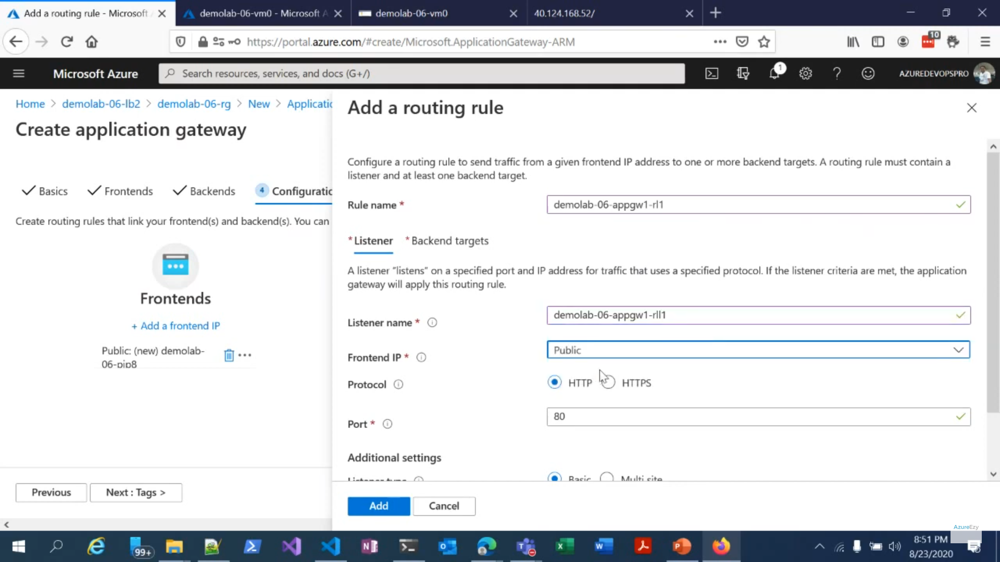 Add a routing rule - Microsoft
demolab-06-vm0 - Microsoft A
demolab-06-vm0
40.124.168.52/
https://portal.azure.com/#create/Microsoft.ApplicationGateway-ARM
10
Microsoft Azure
Search resources, services, and docs (G+/)
1
AZUREDEVOPSPRO
Home > demolab-06-lb2 > demolab-06-rg > New > Applicatio
Create application gateway
Basics
Frontends
Backends
4 Configuratio
Create routing rules that link your frontend(s) and backend(s). You can
Frontends
+ Add a frontend IP
Public: (new) demolab-
06-pip8
Previous
Next : Tags >
Add a routing rule
Configure a routing rule to send traffic from a given frontend IP address to one or more backend targets. A routing rule must contain a
listener and at least one backend target.
Rule name *
demolab-06-appgw1-rl1
* Listener
* Backend targets
A listener "listens" on a specified port and IP address for traffic that uses a specified protocol. If the listener criteria are met, the application
gateway will apply this routing rule.
Listener name *
demolab-06-appgw1-rll1
Frontend IP *
Public
Protocol
HTTP
HTTPS
Port *
80
Additional settings
Listener type
Basic
Multi site
Add
Cancel
AzureEzy
99+
8:51 PM
8/23/2020